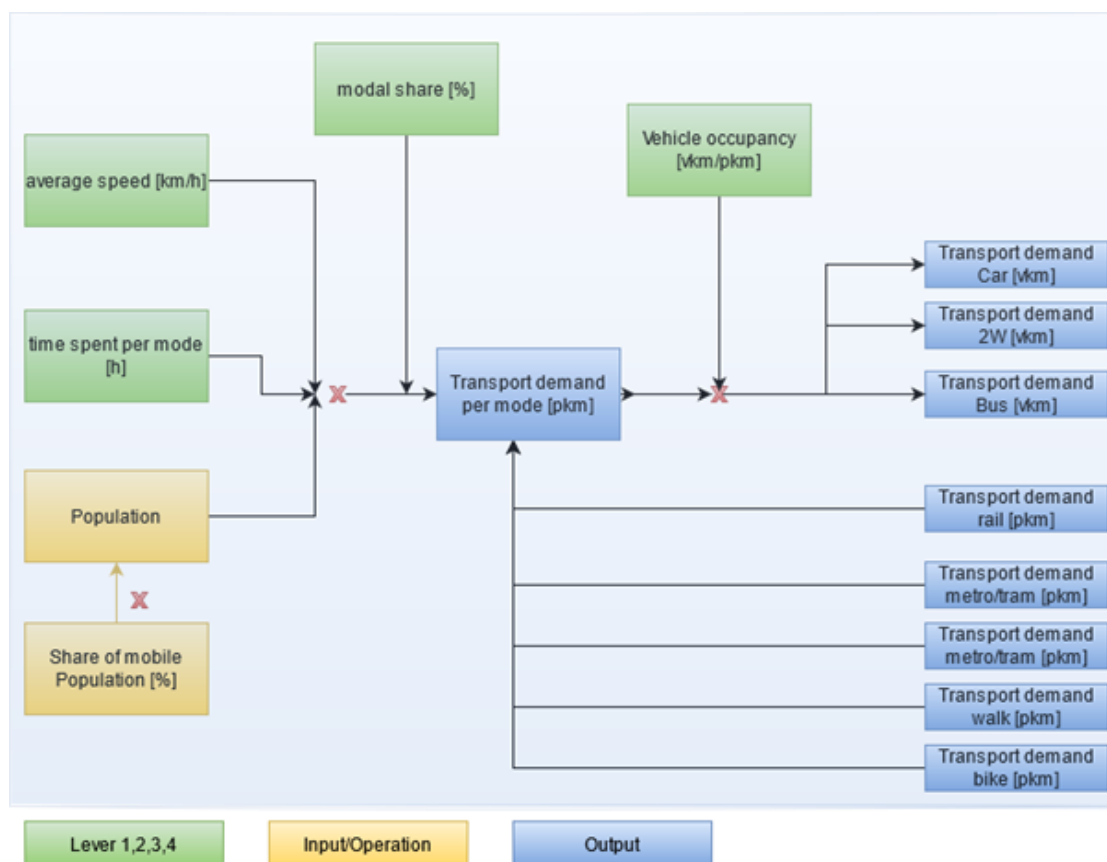 modal share [%]
Vehicle occupancy
[vkm/pkm]
average speed [km/h]
time spent per mode
[h]
X
Transport demand
per mode [pkm]
X
Transport demand
Car [vkm]
Transport demand
2W [vkm]
Transport demand
Bus [vkm]
Population
X
Share of mobile
Population [%]
Transport demand
rail [pkm]
Transport demand
metro/tram [pkm]
Transport demand
metro/tram [pkm]
Transport demand
walk [pkm]
Transport demand
bike [pkm]
Lever 1,2,3,4
Input/Operation
Output